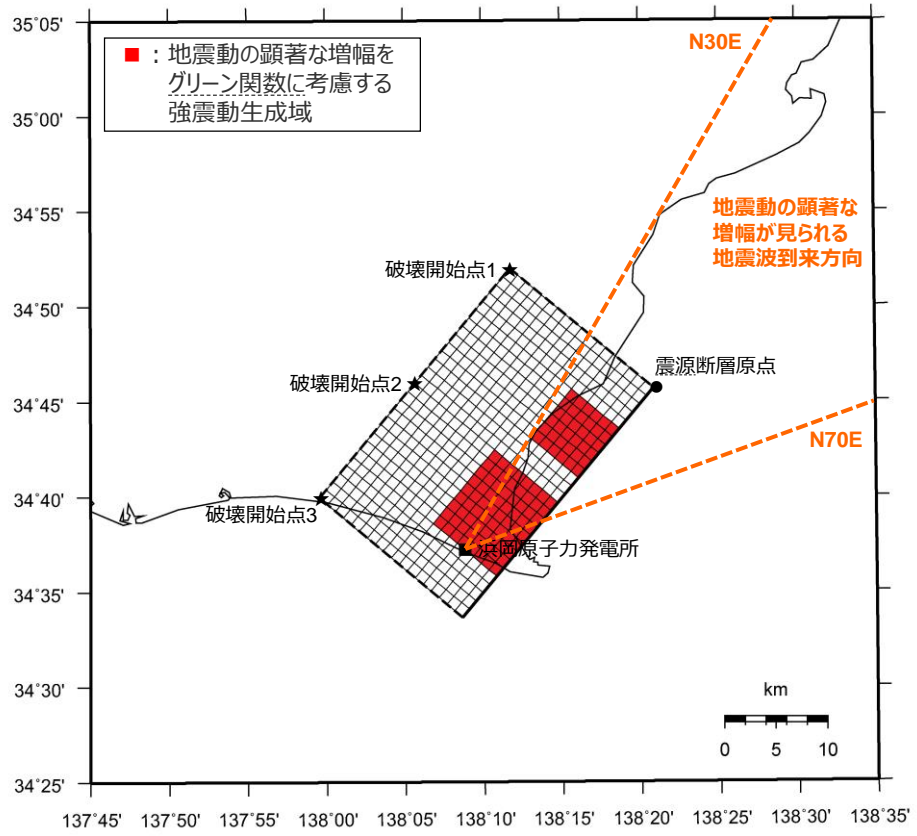 35°05'
35°00'
34°55'
34°50'
34°45'
34°40'
34°35'
34°30'
34°25'
■ : 地震動の顕著な増幅を
グリーン関数に考慮する
強震動生成域
N30E
地震動の顕著な
増幅が見られる
地震波到来方向
破壊開始点1
震源断層原点
破壊開始点2
N70E
破壊開始点3
浜岡原子力発電所
km
0 5 10
137°45' 137°50' 137°55' 138°00' 138°05' 138°10' 138°15' 138°20' 138°25' 138°30' 138°35'